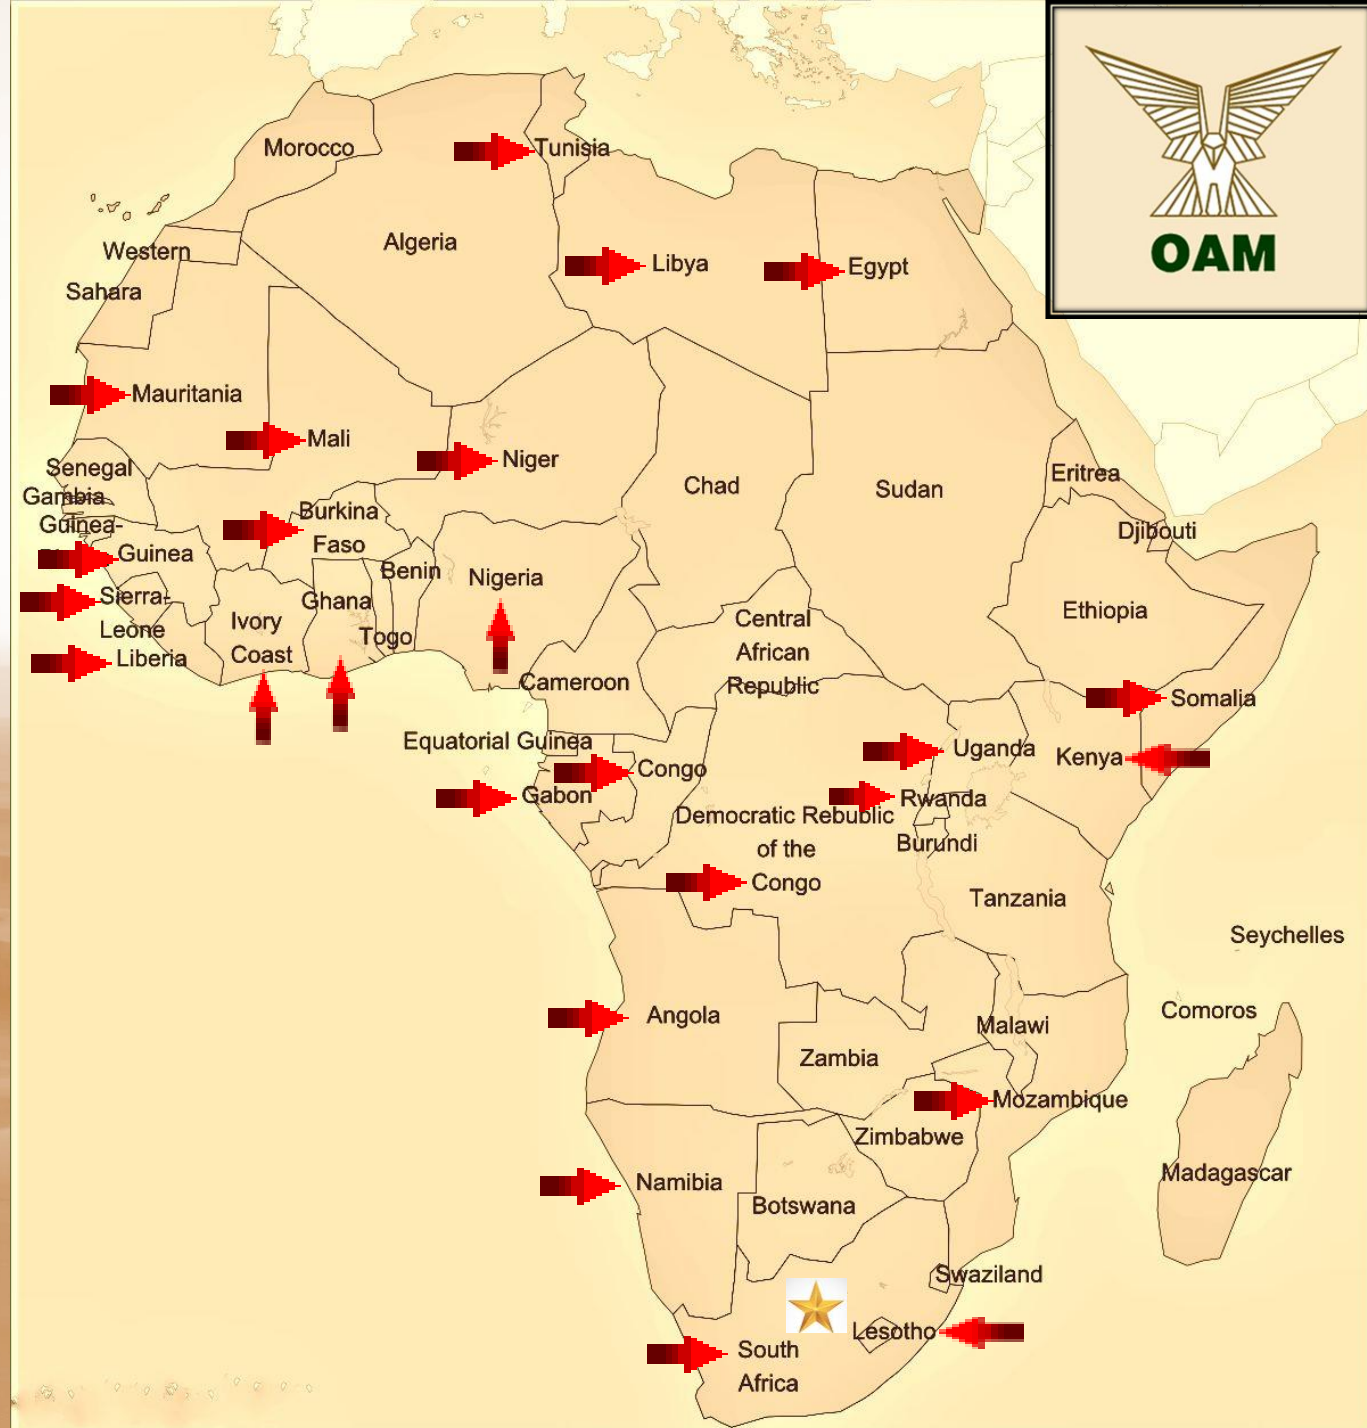 OAM
Morocco
Tunisia
Algeria
Libya
Egypt
Western
Sahara
Mauritania
Mali
Niger
Chad
Sudan
Eritrea
Senegal
Gambia
Guinea-
Burkina
Faso
Djibouti
Guinea
Benin
Nigeria
Sierra-
Leone
Ghana
Ivory
Coast
Togo
Ethiopia
Central
African
Republic
Liberia
Cameroon
Somalia
Equatorial Guinea
Uganda
Kenya
Congo
Gabon
Rwanda
Democratic Rebublic
of the
Congo
Burundi
Tanzania
Seychelles
Comoros
Angola
Malawi
Zambia
Mozambique
Zimbabwe
Madagascar
Namibia
Botswana
Swaziland
Lesotho
South
Africa